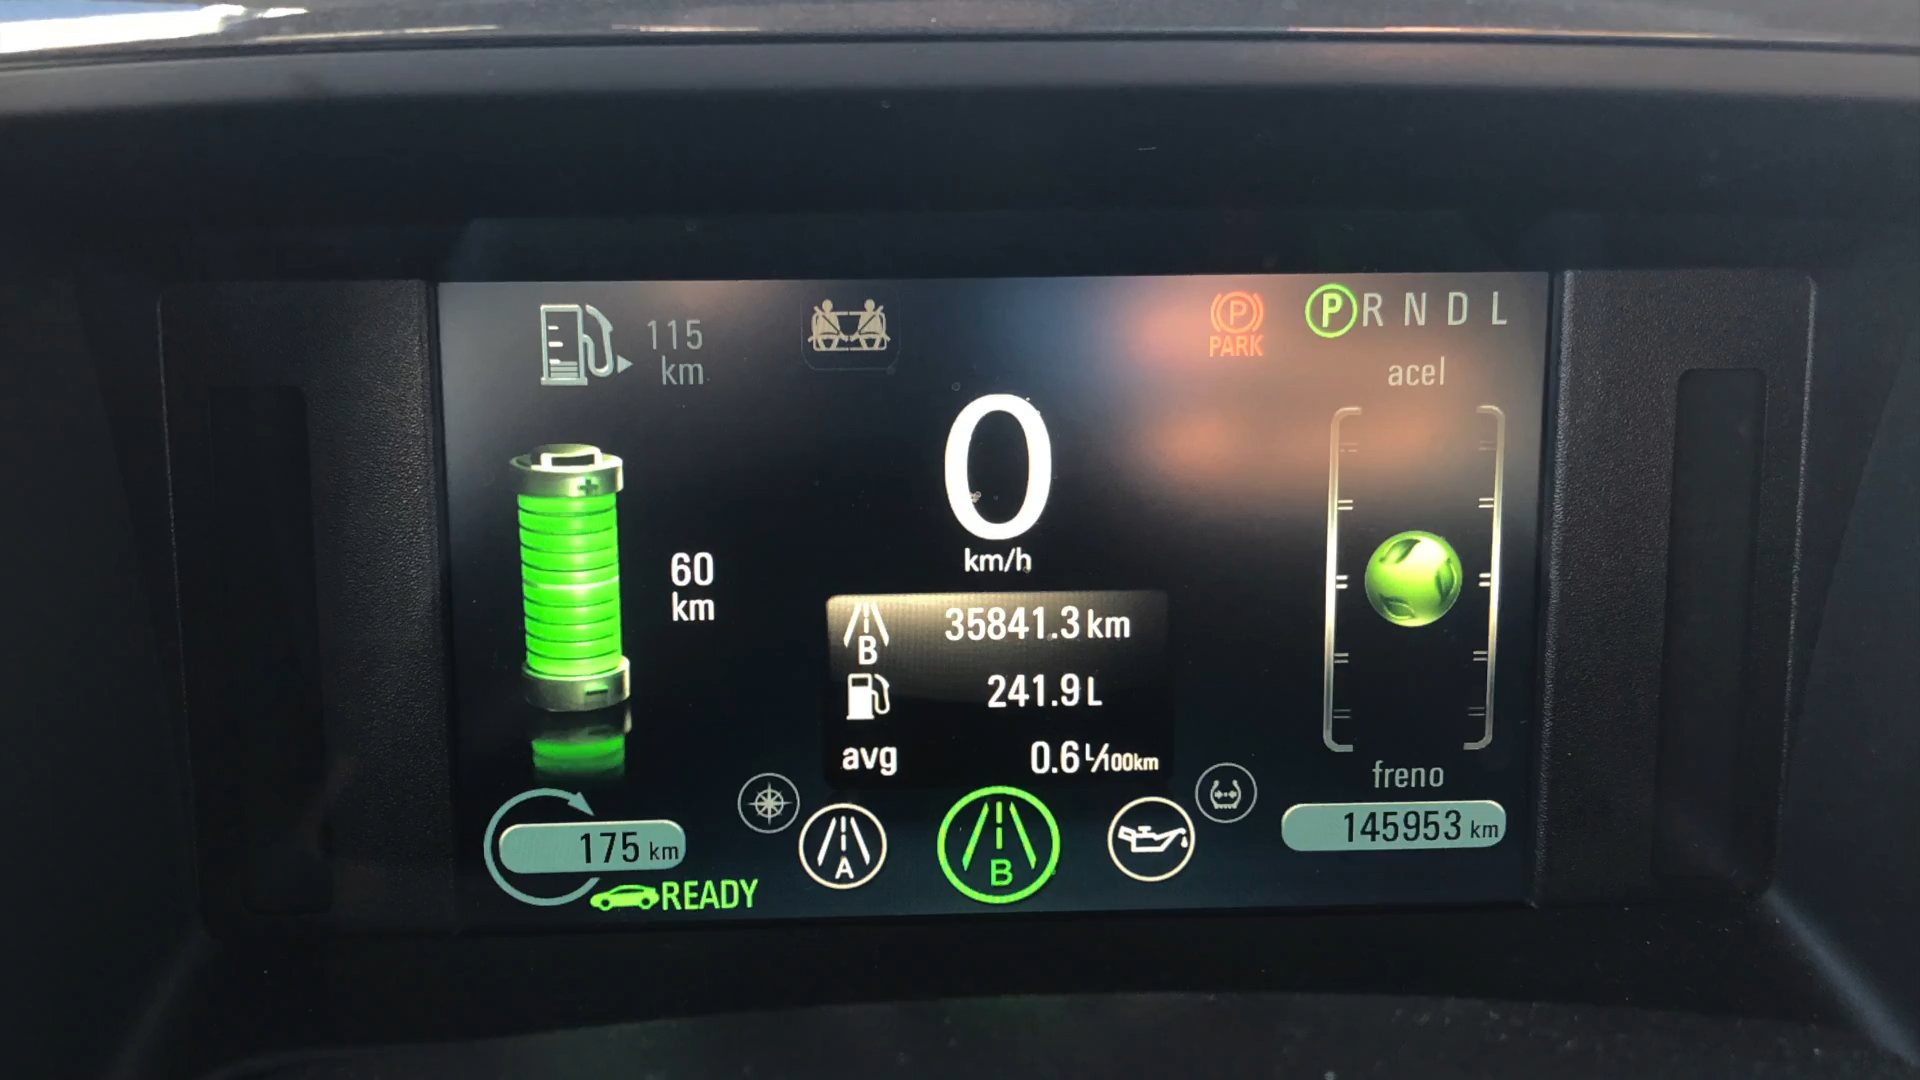 115
km
P
PARK
P R N D L
acel
0
km/h
60
km
B 35841.3 km
241.9 L
avg 0.6 L/100km
freno
175 km
A
B
145953 km
READY